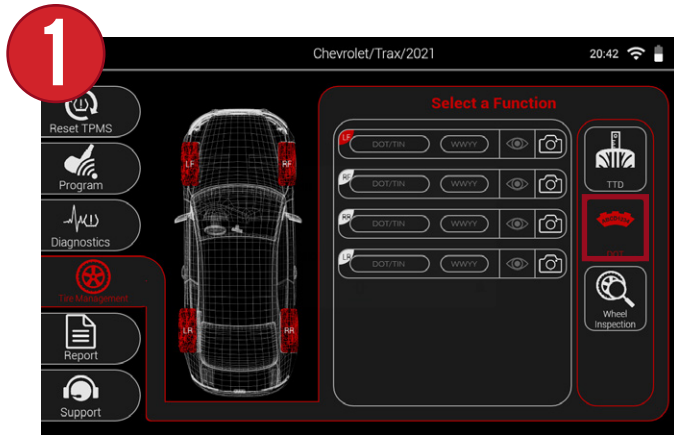 1
Chevrolet/Trax/2021
20:42
Reset TPMS
Program
Diagnostics
Tire Management
Report
Support
LF
RF
LR
RR
Select a Function
LF
DOT/TIN
WWYY
RF
DOT/TIN
WWYY
RR
DOT/TIN
WWYY
LR
DOT/TIN
WWYY
TTD
DOT
Wheel
Inspection